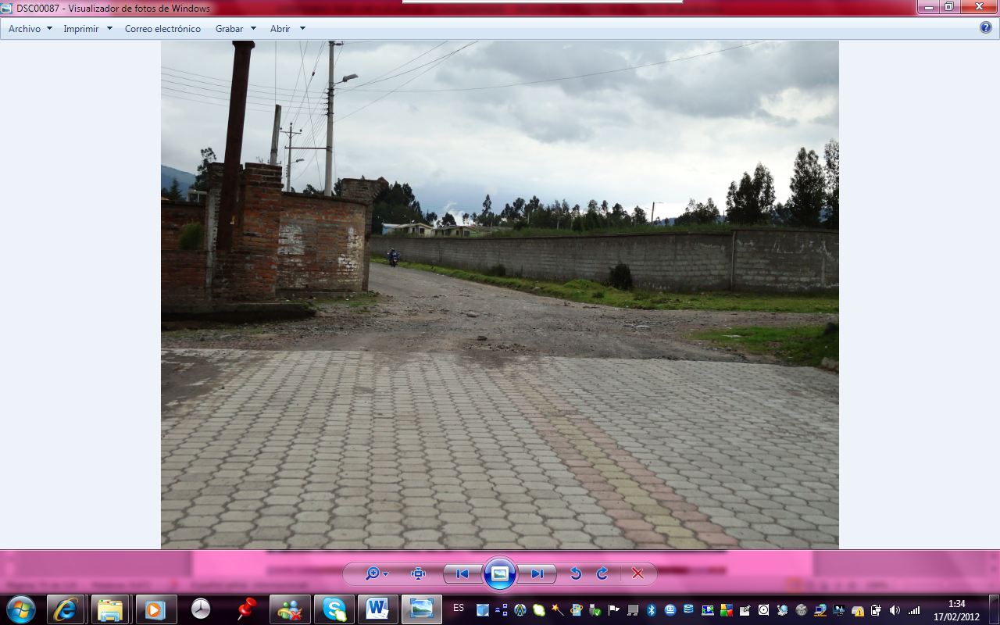 DSC00087 - Visualizador de fotos de Windows
Archivo Imprimir Correo electrónico Grabar Abrir
ES
1:34
17/02/2012